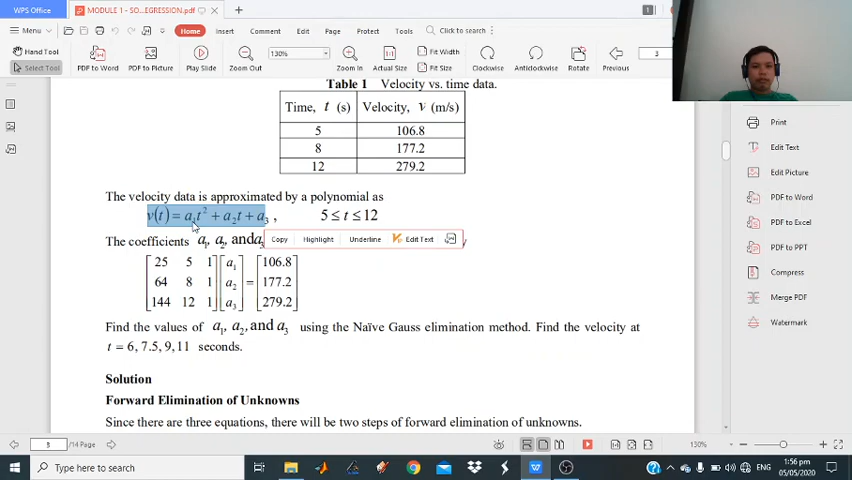 WPS Office
MODULE 1 - SO...EGRESSION.pdf
Menu
Home
Insert
Comment
Edit
Page
Protect
Tools
Click to search
Hand Tool
Select Tool
PDF to Word
PDF to Picture
Play Slide
Zoom Out
130%
Zoom In
Actual Size
Fit Width
Fit Size
Clockwise
Anticlockwise
Rotate
Previous
3
Table 1 Velocity vs. time data.
Time, t (s) Velocity, v (m/s)
5 106.8
8 177.2
12 279.2
The velocity data is approximated by a polynomial as
v(t) = a₁t² + a₂t + a₃ , 5 ≤ t ≤ 12
The coefficients a₁, a₂, and a₃
Copy
Highlight
Underline
Edit Text
25 5 1 a₁ 106.8
64 8 1 a₂ = 177.2
144 12 1 a₃ 279.2
Find the values of a₁, a₂, and a₃ using the Naïve Gauss elimination method. Find the velocity at
t = 6, 7.5, 9, 11 seconds.
Solution
Forward Elimination of Unknowns
Since there are three equations, there will be two steps of forward elimination of unknowns.
Print
Edit Text
Edit Picture
PDF to Word
PDF to Excel
PDF to PPT
Compress
Merge PDF
Watermark
3 /14 Page
130%
Type here to search
ENG
1:56 pm
05/05/2020